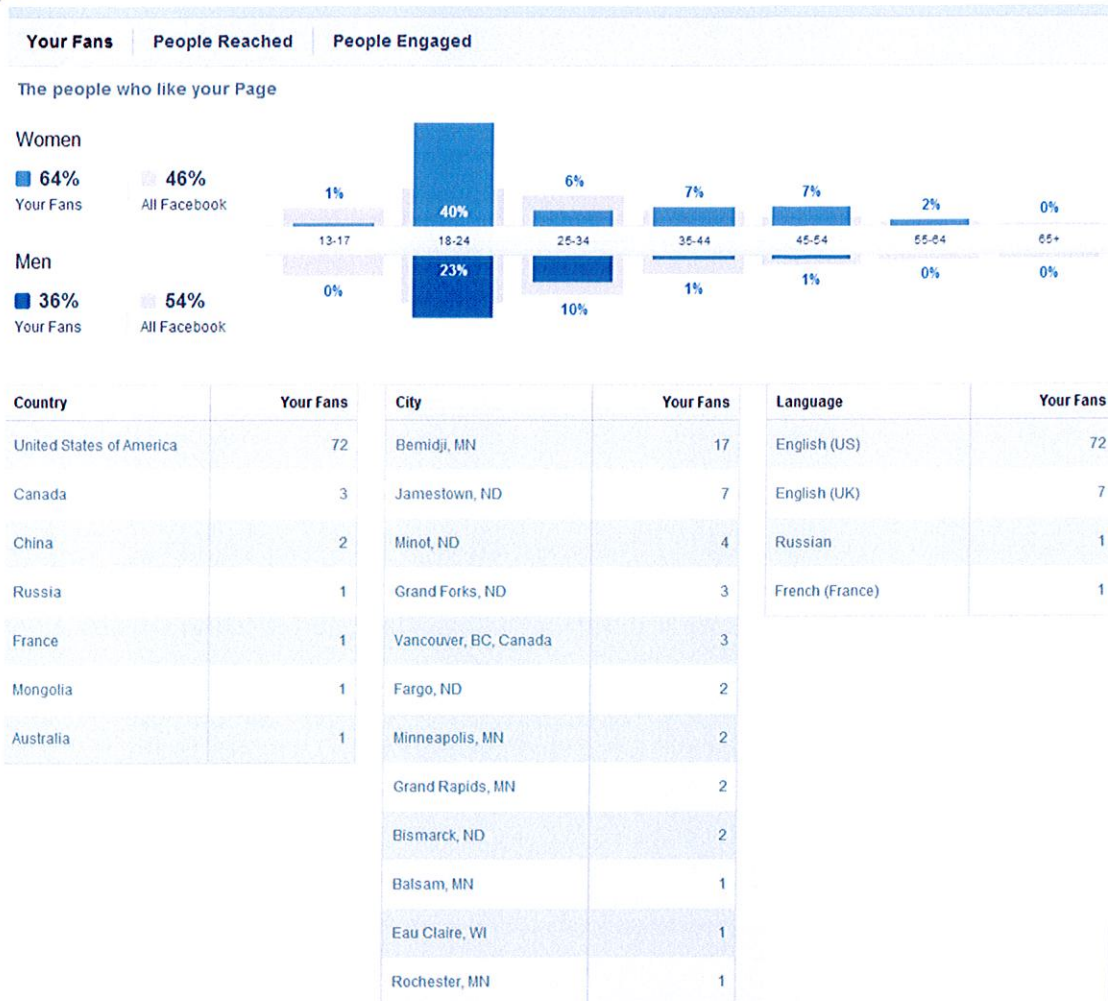 Your Fans People Reached People Engaged
The people who like your Page
Women
64% 46%
Your Fans All Facebook
1% 40% 6% 7% 7% 2% 0%
13-17 18-24 25-34 35-44 45-54 55-64 65+
Men
36% 54%
Your Fans All Facebook
0% 23% 10% 1% 1% 0% 0%
Country Your Fans
United States of America 72
Canada 3
China 2
Russia 1
France 1
Mongolia 1
Australia 1
City Your Fans
Bemidji, MN 17
Jamestown, ND 7
Minot, ND 4
Grand Forks, ND 3
Vancouver, BC, Canada 3
Fargo, ND 2
Minneapolis, MN 2
Grand Rapids, MN 2
Bismarck, ND 2
Balsam, MN 1
Eau Claire, WI 1
Rochester, MN 1
Language Your Fans
English (US) 72
English (UK) 7
Russian 1
French (France) 1